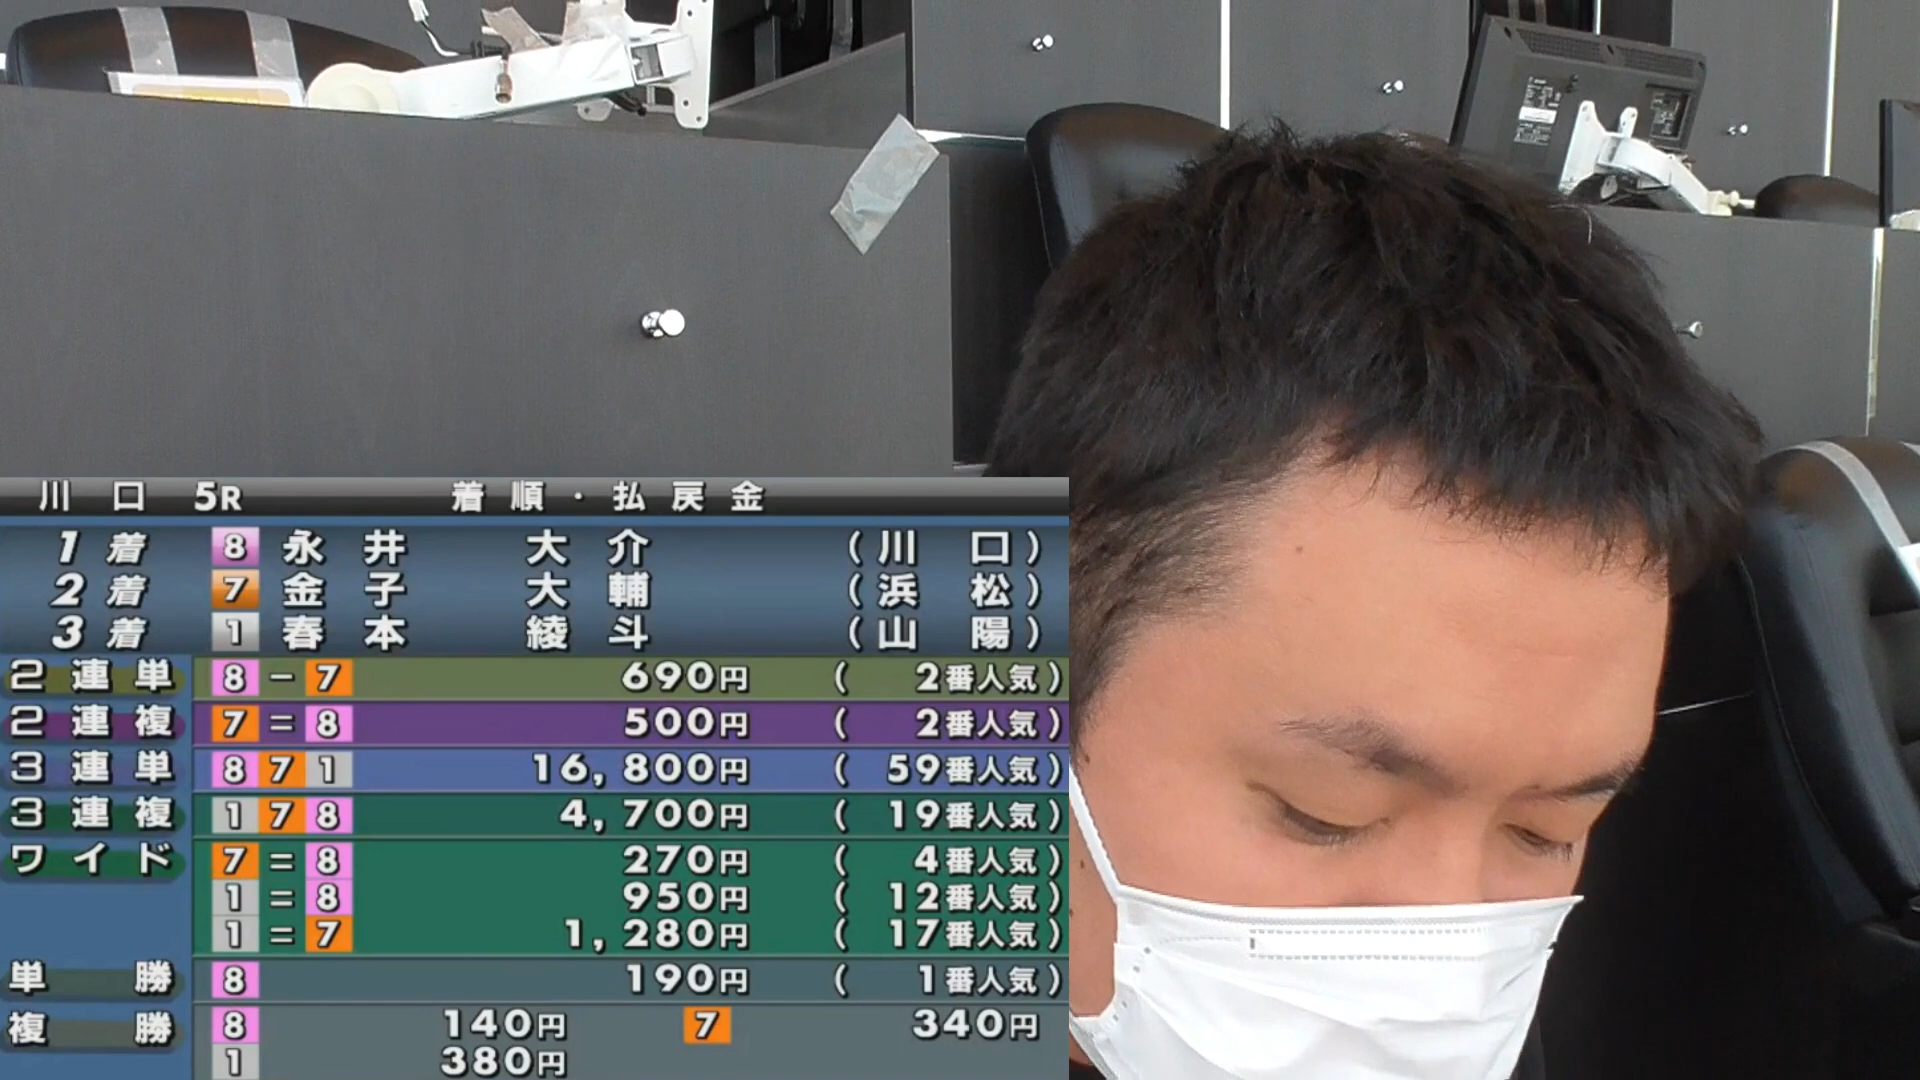 川口 5R 着順・払戻金
1着 8 永井大介 (川口)
2着 7 金子大輔 (浜松)
3着 1 春本綾斗 (山陽)
2連単 8-7 690円 (2番人気)
2連複 7=8 500円 (2番人気)
3連単 8 7 1 16,800円 (59番人気)
3連複 1 7 8 4,700円 (19番人気)
ワイド 7=8 270円 (4番人気)
1=8 950円 (12番人気)
1=7 1,280円 (17番人気)
単勝 8 190円 (1番人気)
複勝 8 140円 7 340円
1 380円